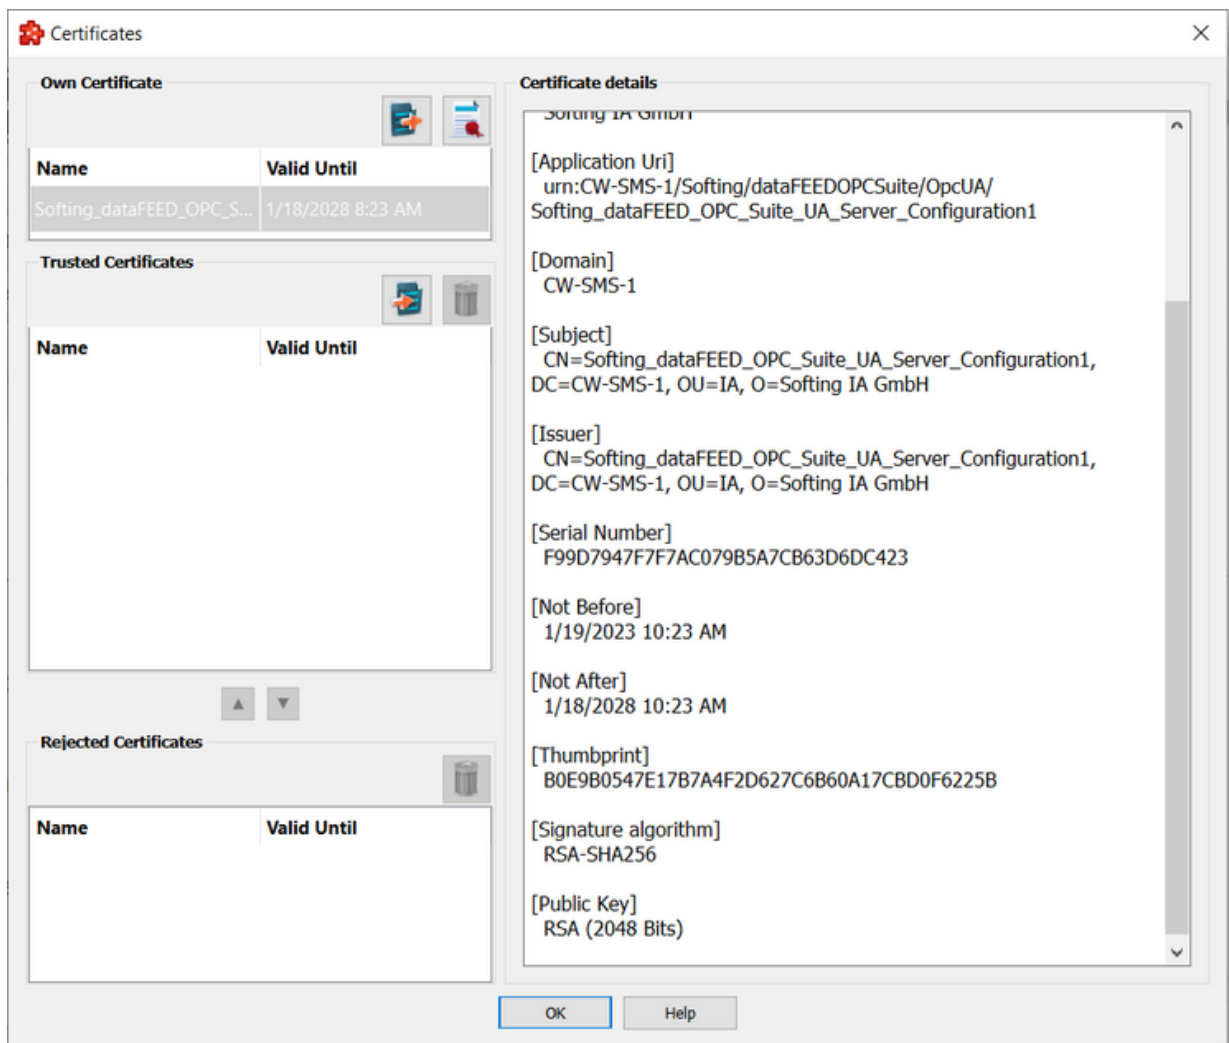 Certificates
Own Certificate
Name Valid Until
Softing_dataFEED_OPC_S... 1/18/2028 8:23 AM
Trusted Certificates
Name Valid Until
▲ ▼
Rejected Certificates
Name Valid Until
Certificate details
Softing IA GmbH
[Application Uri]
urn:CW-SMS-1/Softing/dataFEEDOPCSuite/OpcUA/
Softing_dataFEED_OPC_Suite_UA_Server_Configuration1
[Domain]
CW-SMS-1
[Subject]
CN=Softing_dataFEED_OPC_Suite_UA_Server_Configuration1,
DC=CW-SMS-1, OU=IA, O=Softing IA GmbH
[Issuer]
CN=Softing_dataFEED_OPC_Suite_UA_Server_Configuration1,
DC=CW-SMS-1, OU=IA, O=Softing IA GmbH
[Serial Number]
F99D7947F7F7AC079B5A7CB63D6DC423
[Not Before]
1/19/2023 10:23 AM
[Not After]
1/18/2028 10:23 AM
[Thumbprint]
B0E9B0547E17B7A4F2D627C6B60A17CBD0F6225B
[Signature algorithm]
RSA-SHA256
[Public Key]
RSA (2048 Bits)
OK Help